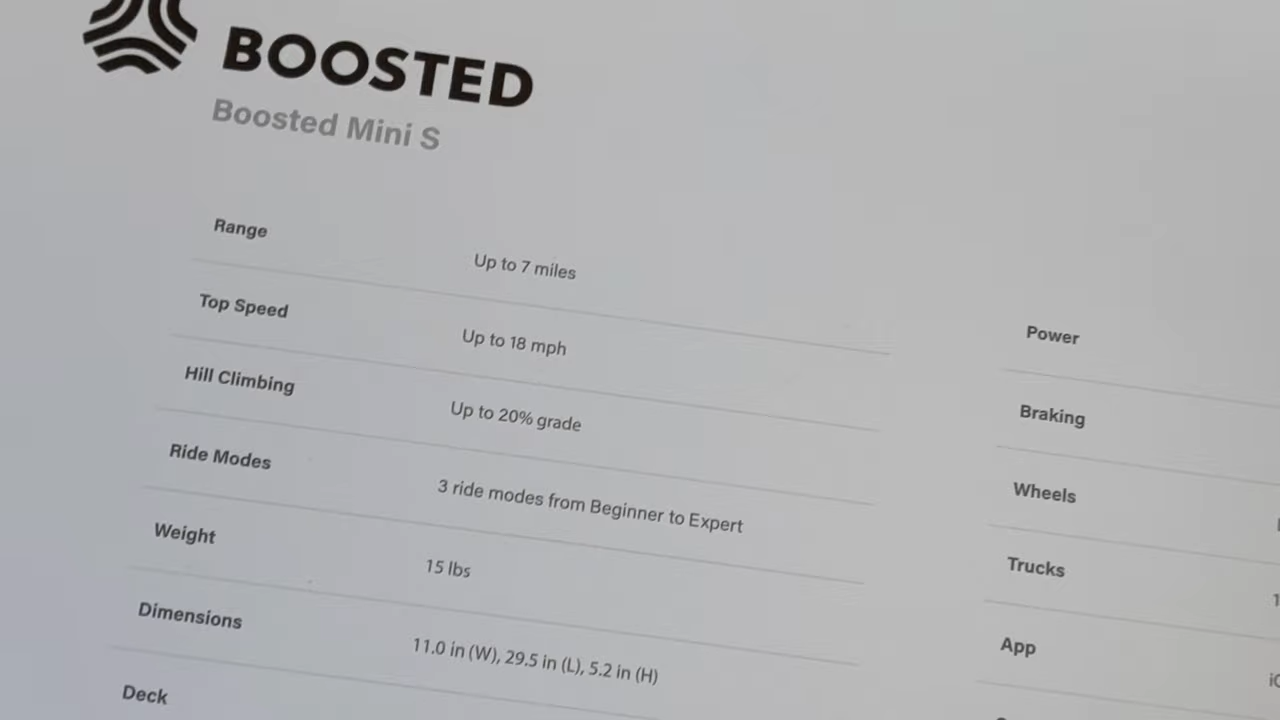 BOOSTED
Boosted Mini S
Range Up to 7 miles
Top Speed Up to 18 mph
Hill Climbing Up to 20% grade
Ride Modes 3 ride modes from Beginner to Expert
Weight 15 lbs
Dimensions 11.0 in (W), 29.5 in (L), 5.2 in (H)
Deck
Power
Braking
Wheels
Trucks
App